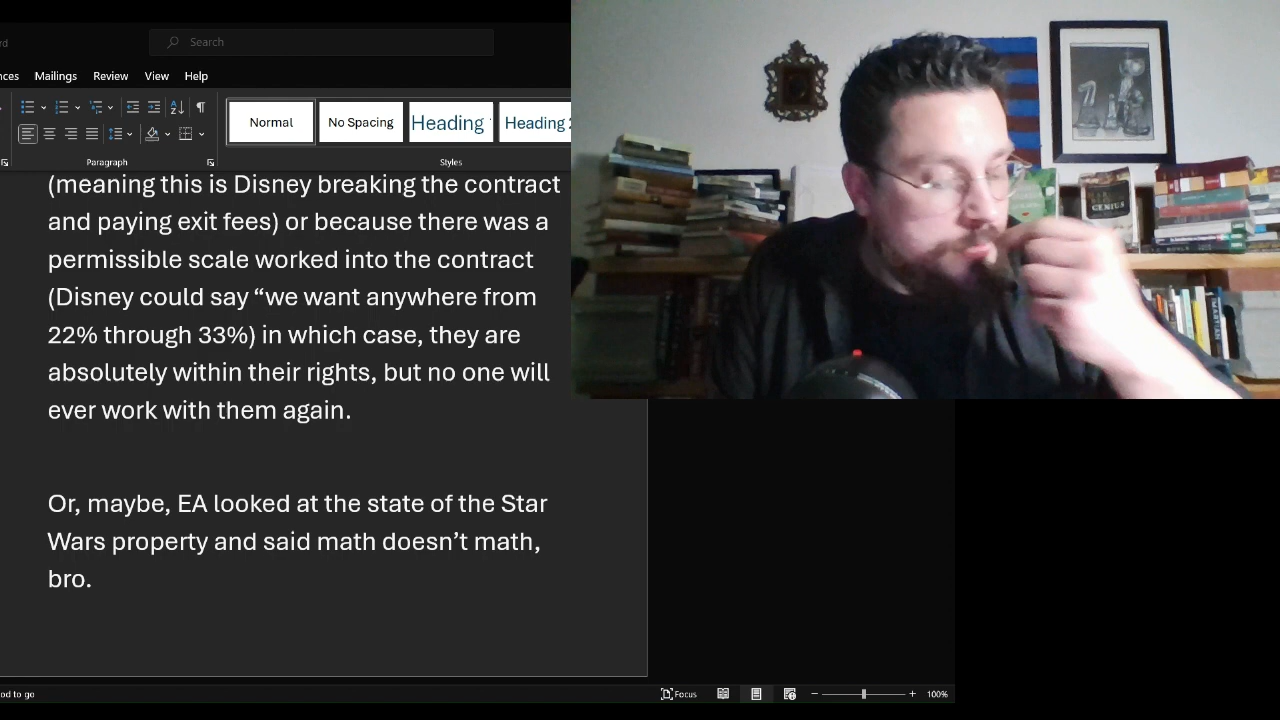 Search
Mailings Review View Help
Normal No Spacing Heading Heading
Paragraph Styles
(meaning this is Disney breaking the contract
and paying exit fees) or because there was a
permissible scale worked into the contract
(Disney could say “we want anywhere from
22% through 33%) in which case, they are
absolutely within their rights, but no one will
ever work with them again.
Or, maybe, EA looked at the state of the Star
Wars property and said math doesn’t math,
bro.
GENIUS
Focus
100%